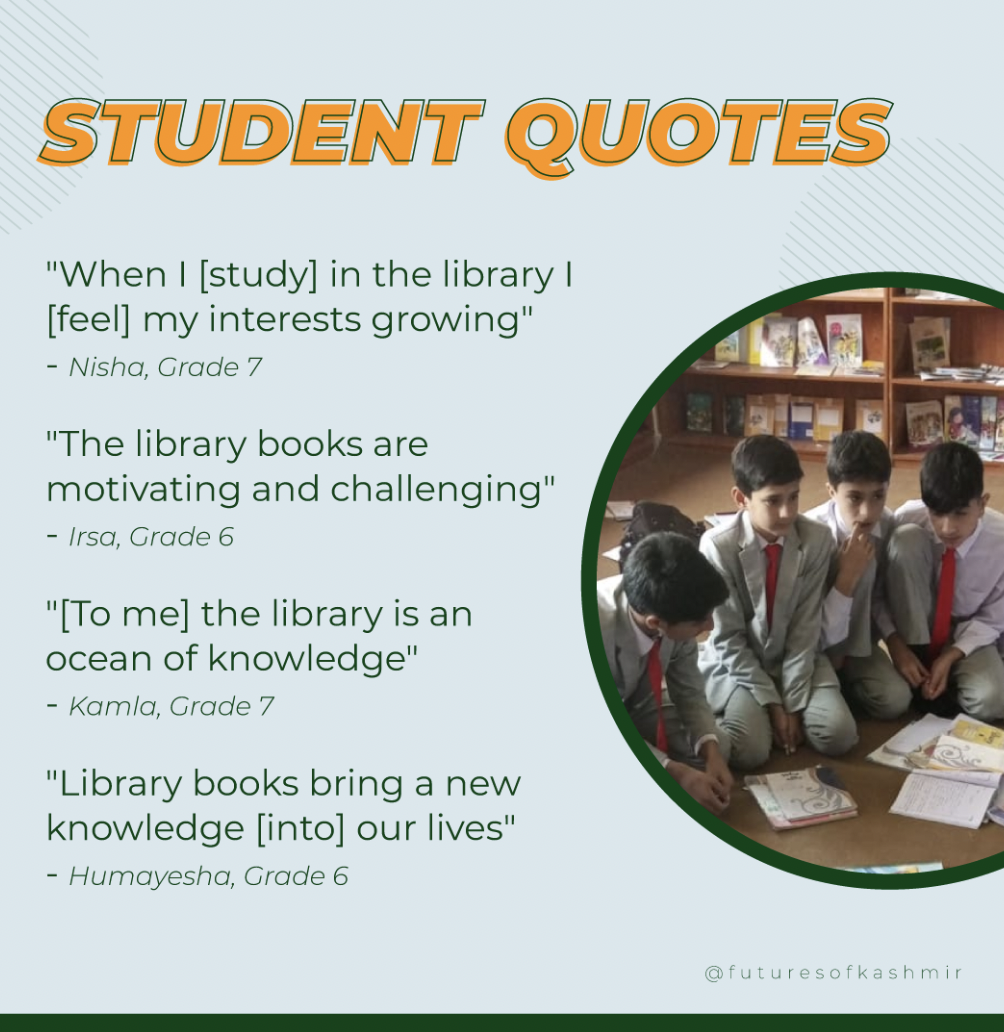 STUDENT QUOTES
"When I [study] in the library I
[feel] my interests growing"
- Nisha, Grade 7
"The library books are
motivating and challenging"
- Irsa, Grade 6
"[To me] the library is an
ocean of knowledge"
- Kamla, Grade 7
"Library books bring a new
knowledge [into] our lives"
- Humayesha, Grade 6
@futuresofkashmir